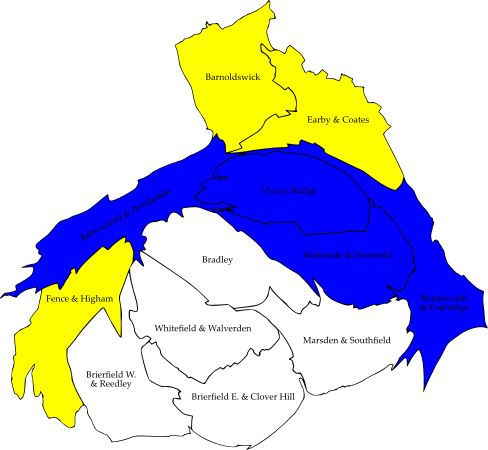 Barnoldswick
Earby & Coates
Vivary Bridge
Barrowford & Pendleside
Waterside & Horsfield
Bradley
Boulsworth
& Foulridge
Fence & Higham
Whitefield & Walverden
Marsden & Southfield
Brierfield W.
& Reedley
Brierfield E. & Clover Hill